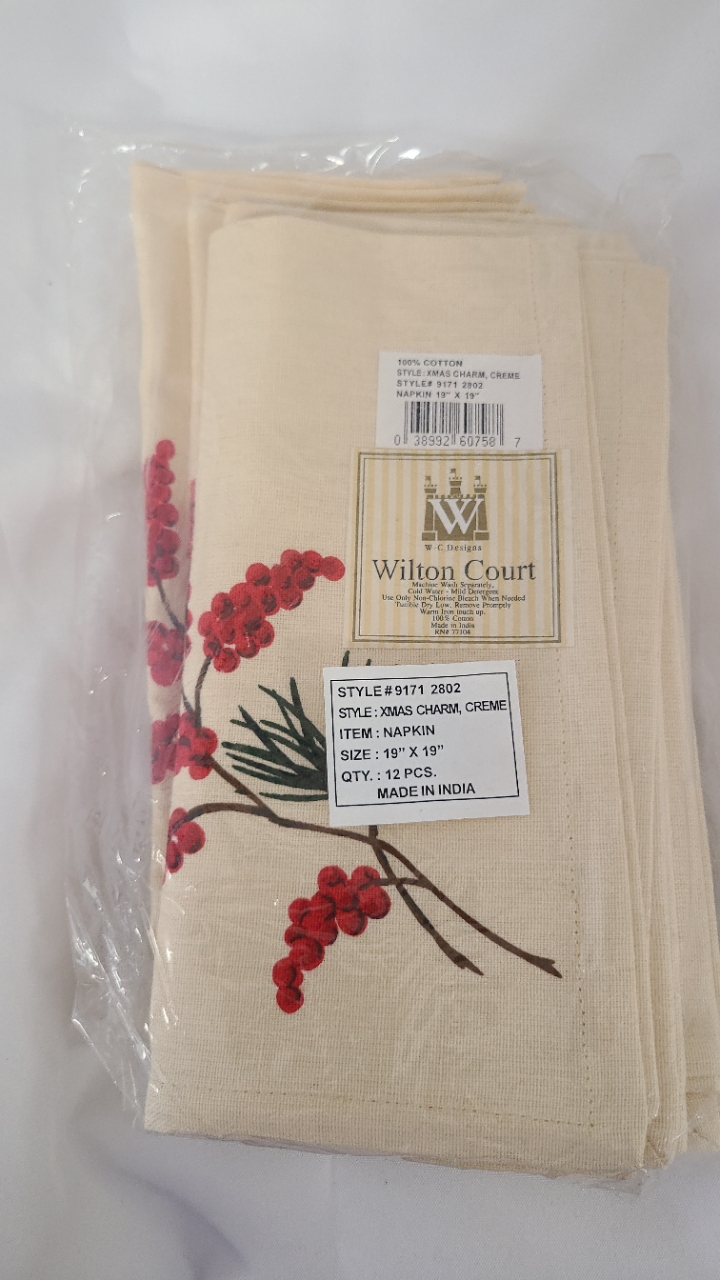 100% COTTON
STYLE: XMAS CHARM, CREME
STYLE# 9171 2802
NAPKIN 19" X 19"
0 38992 60758 7
W
W-C Designs
Wilton Court
Machine Wash Separately,
Cold Water - Mild Detergent
Use Only Non-Chlorine Bleach When Needed
Tumble Dry Low, Remove Promptly
Warm Iron touch up.
100% Cotton
Made in India
RN# 77104
STYLE # 9171 2802
STYLE : XMAS CHARM, CREME
ITEM : NAPKIN
SIZE : 19" X 19"
QTY. : 12 PCS.
MADE IN INDIA